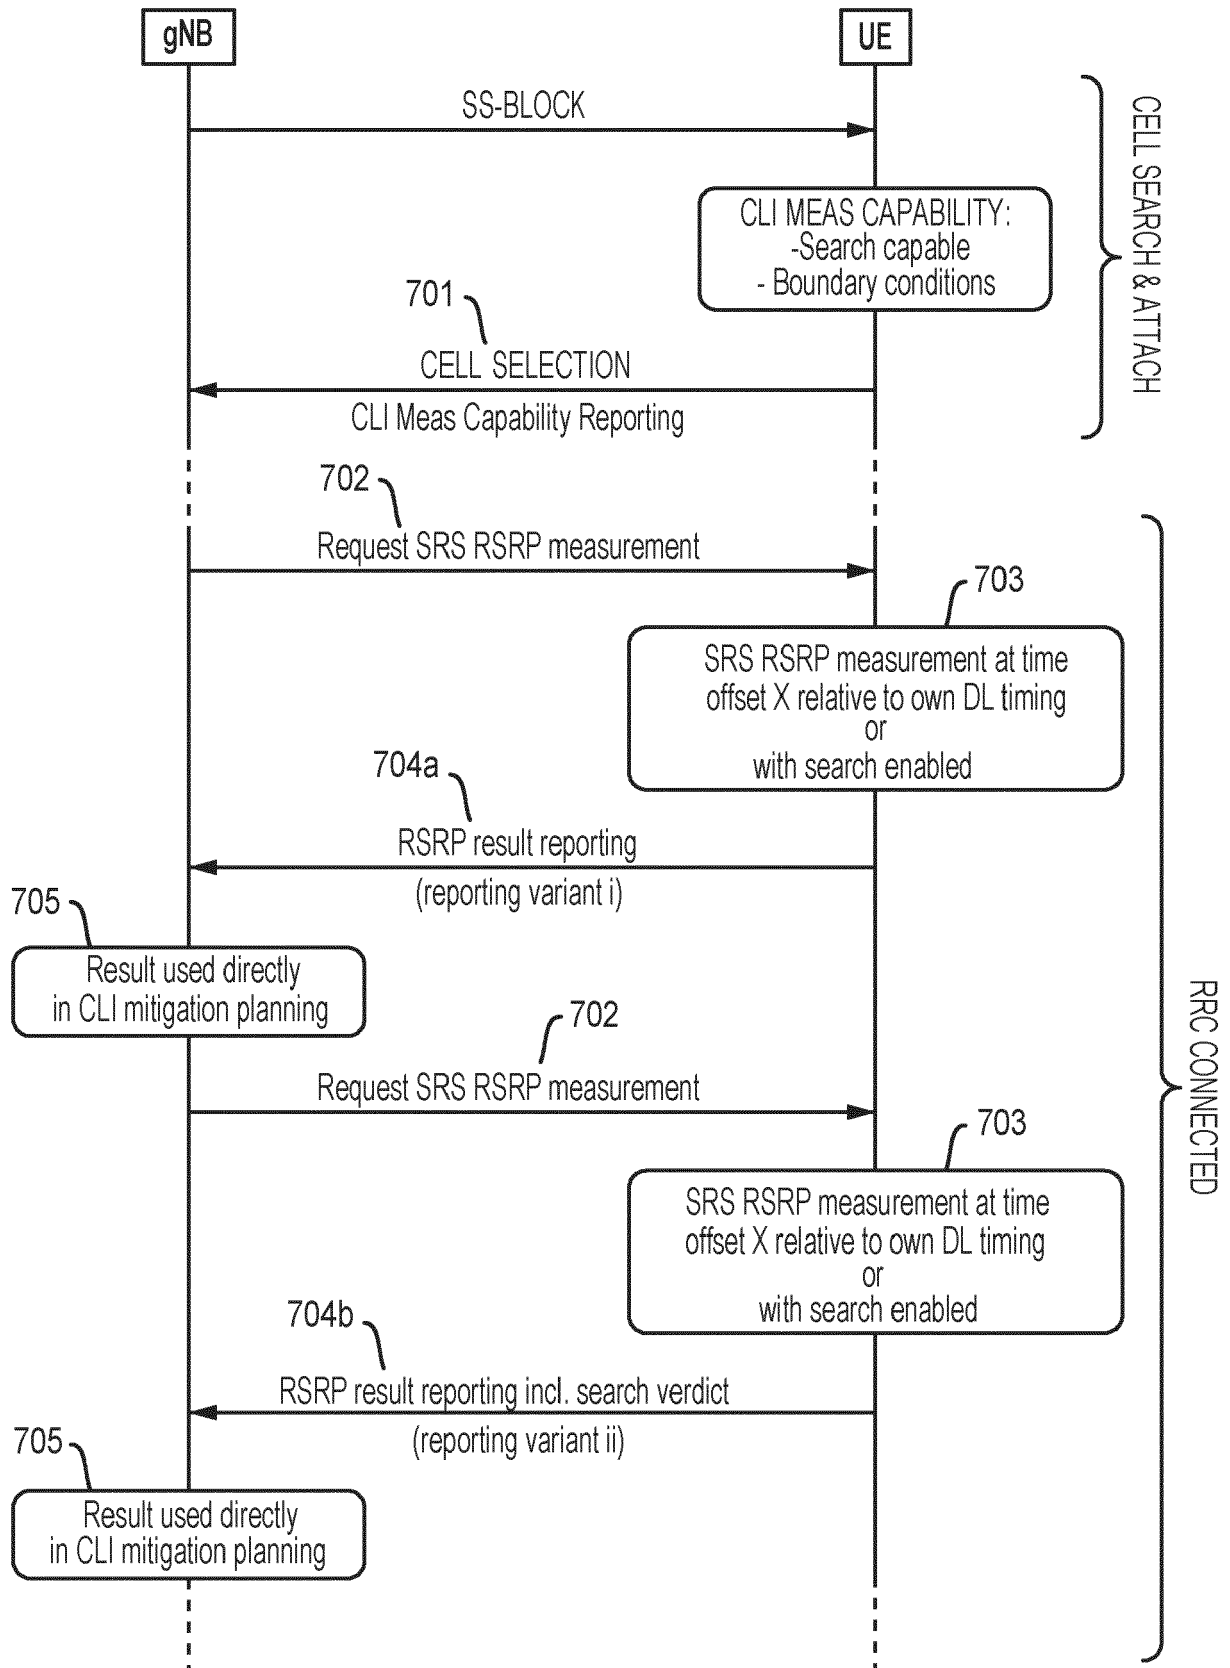 gNB
UE
SS-BLOCK
CLI MEAS CAPABILITY:
-Search capable
- Boundary conditions
CELL SEARCH & ATTACH
701
CELL SELECTION
CLI Meas Capability Reporting
702
Request SRS RSRP measurement
703
SRS RSRP measurement at time
offset X relative to own DL timing
or
with search enabled
704a
RSRP result reporting
(reporting variant i)
705
Result used directly
in CLI mitigation planning
702
Request SRS RSRP measurement
RRC CONNECTED
703
SRS RSRP measurement at time
offset X relative to own DL timing
or
with search enabled
704b
RSRP result reporting incl. search verdict
(reporting variant ii)
705
Result used directly
in CLI mitigation planning